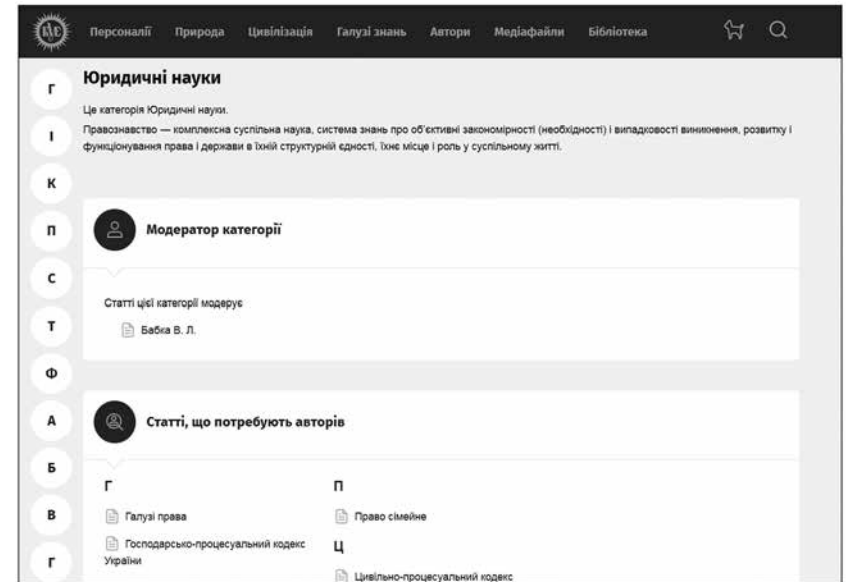 ВУЕ
Персоналії Природа Цивілізація Галузі знань Автори Медіафайли Бібліотека
Г
І
К
П
С
Т
Ф
А
Б
В
Г
Юридичні науки
Це категорія Юридичні науки.
Правознавство — комплексна суспільна наука, система знань про об'єктивні закономірності (необхідності) і випадковості виникнення, розвитку і
функціонування права і держави в їхній структурній єдності, їхнє місце і роль у суспільному житті.
Модератор категорії
Статті цієї категорії модерує
Бабка В. Л.
Статті, що потребують авторів
Г
Галузі права
Господарсько-процесуальний кодекс
України
П
Право сімейне
Ц
Цивільно-процесуальний кодекс